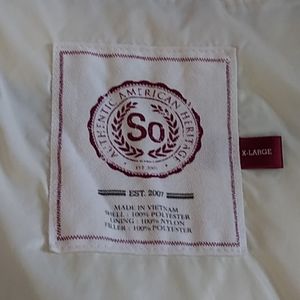 AUTHENTIC AMERICAN HERITAGE
So
EST. 2007
EST. 2007
MADE IN VIETNAM
SHELL : 100% POLYESTER
LINING : 100% NYLON
FILLER : 100% POLYESTER
X-LARGE